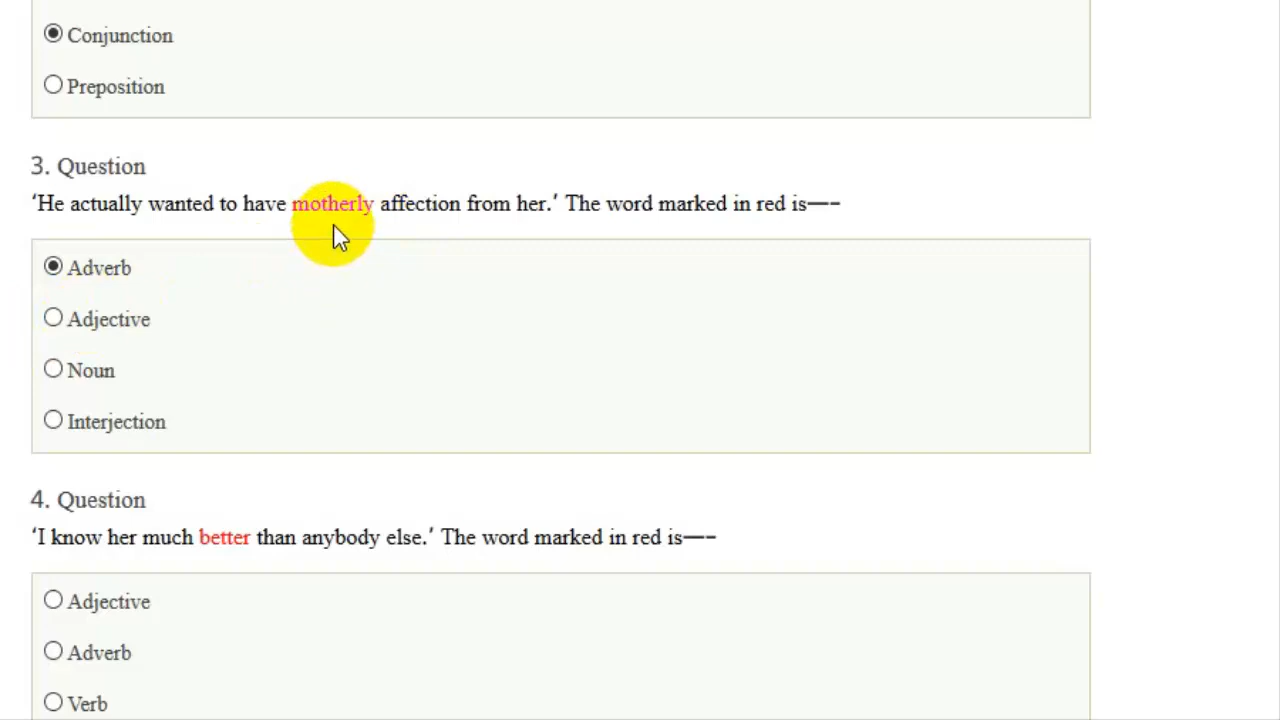 Conjunction
Preposition
3. Question
‘He actually wanted to have motherly affection from her.’ The word marked in red is—–
Adverb
Adjective
Noun
Interjection
4. Question
‘I know her much better than anybody else.’ The word marked in red is—–
Adjective
Adverb
Verb